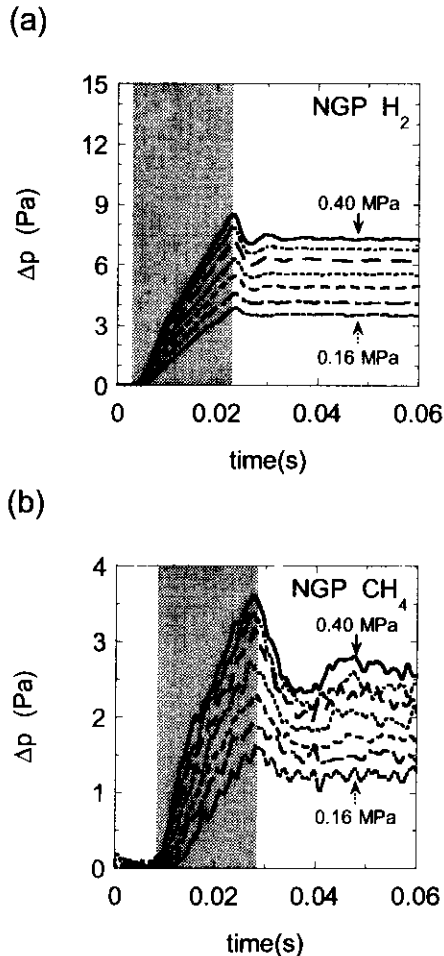 (a)
15
12
9
6
3
0
Δp (Pa)
NGP H₂
0.40 MPa
0.16 MPa
0 0.02 0.04 0.06
time(s)
(b)
4
3
2
1
0
Δp (Pa)
NGP CH₄
0.40 MPa
0.16 MPa
0 0.02 0.04 0.06
time(s)